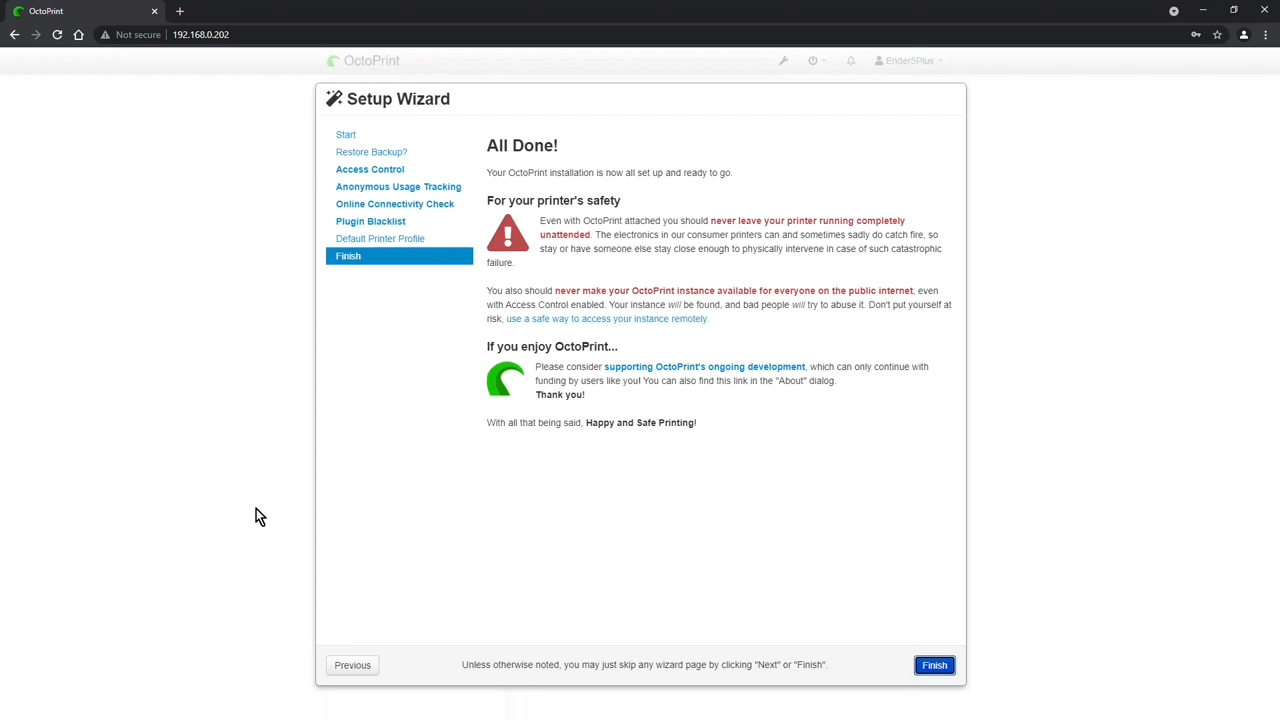 OctoPrint
Not secure
192.168.0.202
OctoPrint
Ender5Plus
Setup Wizard
Start
Restore Backup?
Access Control
Anonymous Usage Tracking
Online Connectivity Check
Plugin Blacklist
Default Printer Profile
Finish
All Done!
Your OctoPrint installation is now all set up and ready to go.
For your printer's safety
Even with OctoPrint attached you should never leave your printer running completely
unattended. The electronics in our consumer printers can and sometimes sadly do catch fire, so
stay or have someone else stay close enough to physically intervene in case of such catastrophic
failure.
You also should never make your OctoPrint instance available for everyone on the public internet, even
with Access Control enabled. Your instance will be found, and bad people will try to abuse it. Don't put yourself at
risk, use a safe way to access your instance remotely.
If you enjoy OctoPrint...
Please consider supporting OctoPrint's ongoing development, which can only continue with
funding by users like you! You can also find this link in the "About" dialog.
Thank you!
With all that being said, Happy and Safe Printing!
Previous
Unless otherwise noted, you may just skip any wizard page by clicking "Next" or "Finish".
Finish